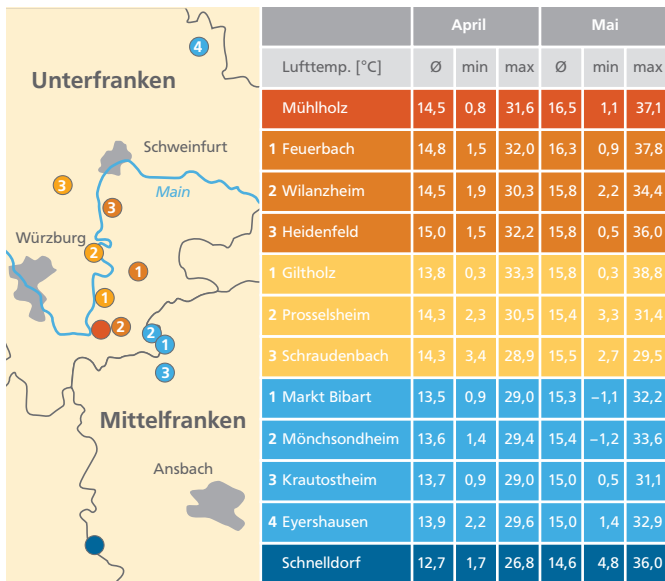 4
Unterfranken
Schweinfurt
3
Main
3
Würzburg
2
1
1
2
2
1
3
Mittelfranken
Ansbach
April Mai
Lufttemp. [°C] Ø min max Ø min max
Mühlholz 14,5 0,8 31,6 16,5 1,1 37,1
1 Feuerbach 14,8 1,5 32,0 16,3 0,9 37,8
2 Wilanzheim 14,5 1,9 30,3 15,8 2,2 34,4
3 Heidenfeld 15,0 1,5 32,2 15,8 0,5 36,0
1 Giltholz 13,8 0,3 33,3 15,8 0,3 38,8
2 Prosselsheim 14,3 2,3 30,5 15,4 3,3 31,4
3 Schraudenbach 14,3 3,4 28,9 15,5 2,7 29,5
1 Markt Bibart 13,5 0,9 29,0 15,3 –1,1 32,2
2 Mönchsondheim 13,6 1,4 29,4 15,4 –1,2 33,6
3 Krautostheim 13,7 0,9 29,0 15,0 0,5 31,1
4 Eyershausen 13,9 2,2 29,6 15,0 1,4 32,9
Schnelldorf 12,7 1,7 26,8 14,6 4,8 36,0